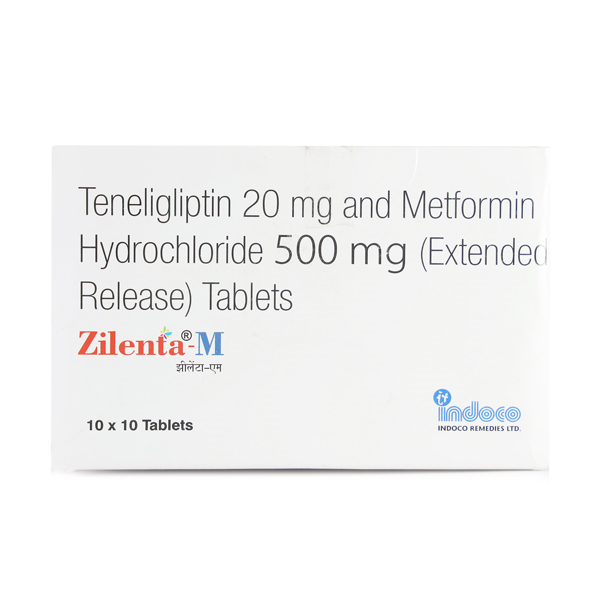 Teneligliptin 20 mg and Metformin
Hydrochloride 500 mg (Extended
Release) Tablets
Zilenta®-M
झीलेंटा-एम
10 x 10 Tablets
indoco
INDOCO REMEDIES LTD.